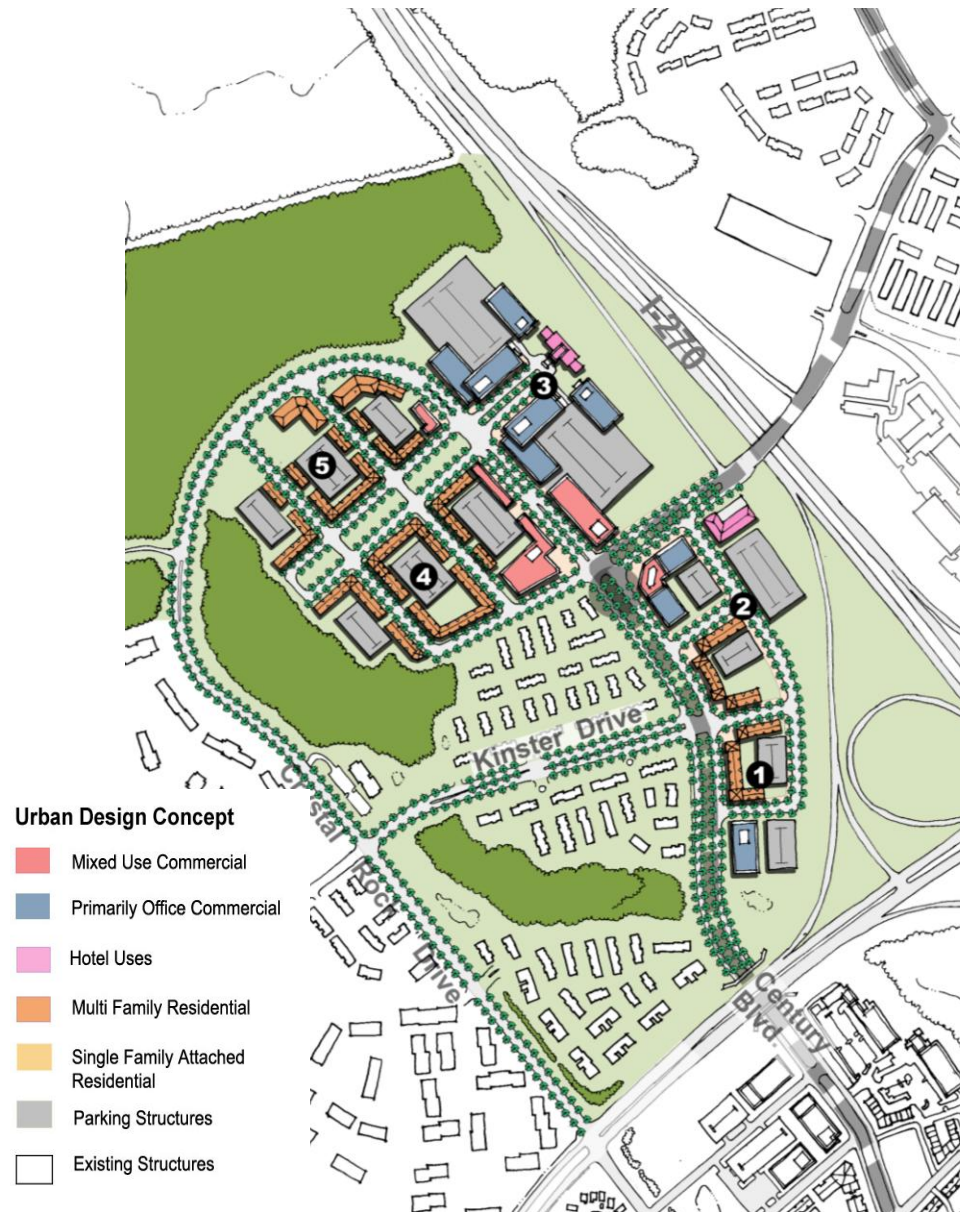 I-270
3
5
4
2
Kinster Drive
1
Crystal Rock Drive
Century
Blvd.
Urban Design Concept
Mixed Use Commercial
Primarily Office Commercial
Hotel Uses
Multi Family Residential
Single Family Attached
Residential
Parking Structures
Existing Structures